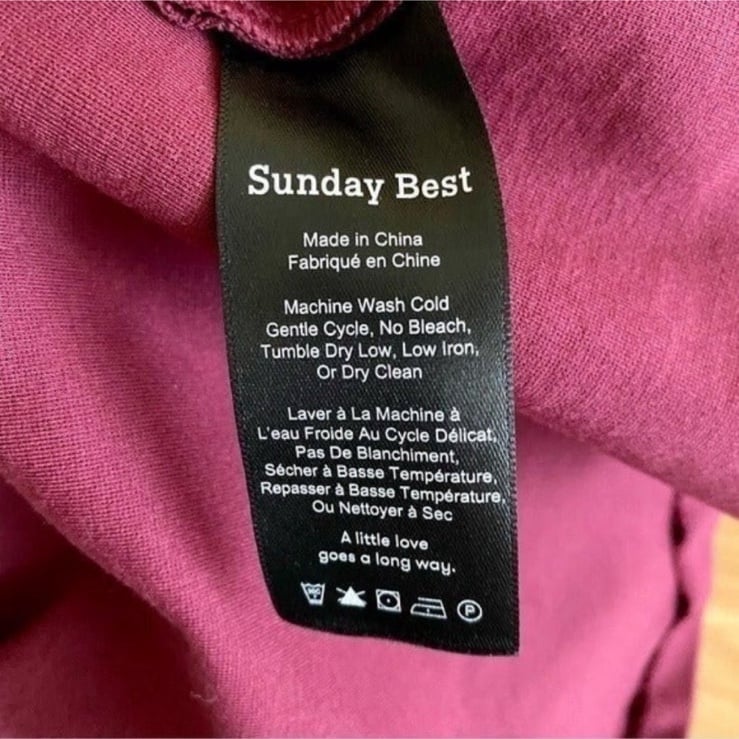 Sunday Best
Made in China
Fabriqué en Chine
Machine Wash Cold
Gentle Cycle, No Bleach,
Tumble Dry Low, Low Iron,
Or Dry Clean
Laver à La Machine à
L'eau Froide Au Cycle Délicat,
Pas De Blanchiment,
Sécher à Basse Température,
Repasser à Basse Température,
Ou Nettoyer à Sec
A little love
goes a long way.
P